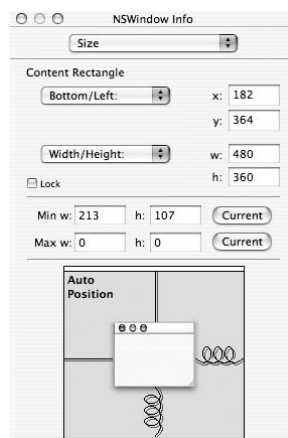 NSWindow Info
Size
Content Rectangle
Bottom/Left: x: 182
y: 364
Width/Height: w: 480
Lock h: 360
Min w: 213 h: 107 Current
Max w: 0 h: 0 Current
Auto
Position